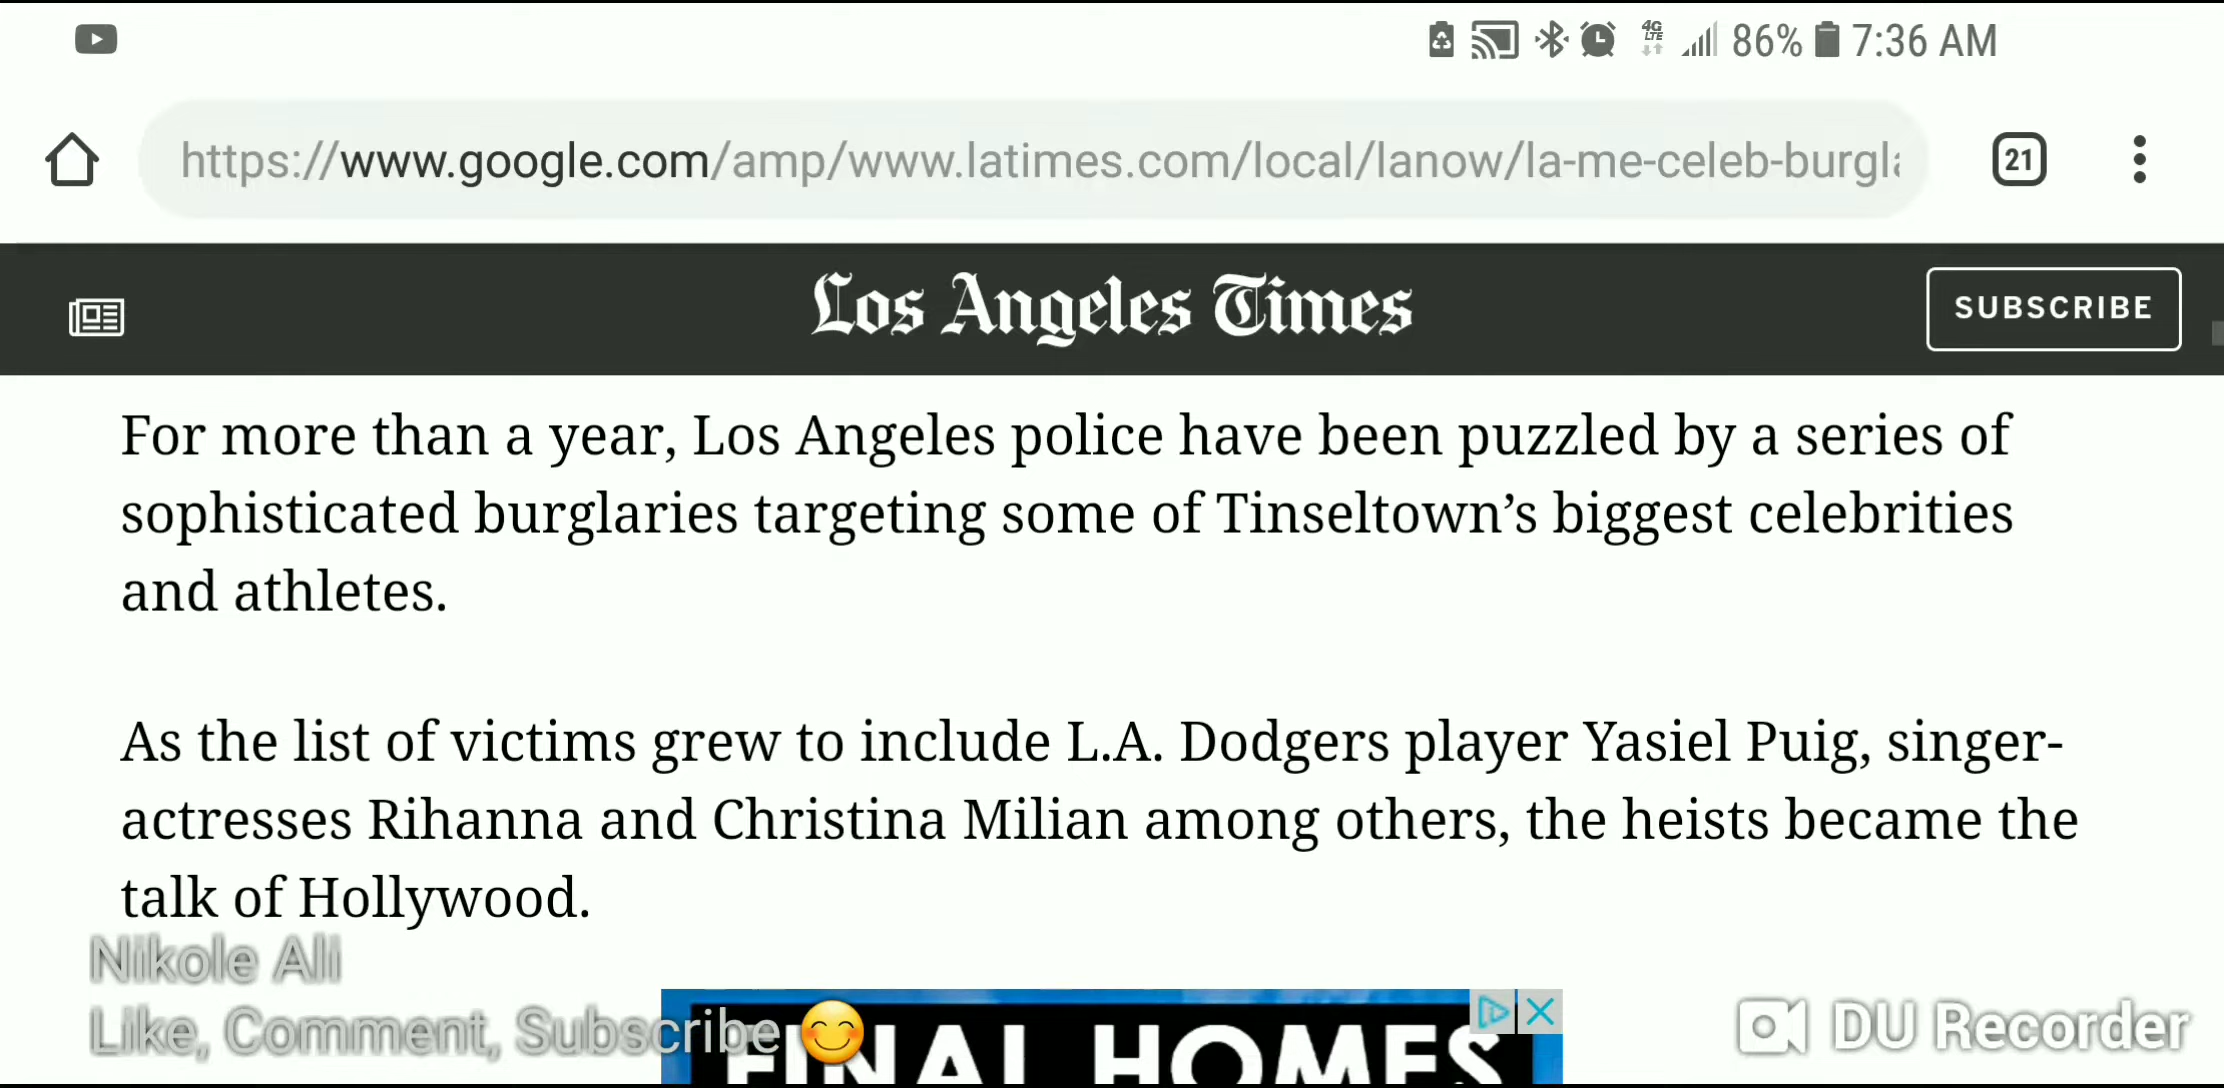 4G
LTE
86% 7:36 AM
https://www.google.com/amp/www.latimes.com/local/lanow/la-me-celeb-burgl
21
Los Angeles Times
SUBSCRIBE
For more than a year, Los Angeles police have been puzzled by a series of
sophisticated burglaries targeting some of Tinseltown’s biggest celebrities
and athletes.
As the list of victims grew to include L.A. Dodgers player Yasiel Puig, singer-
actresses Rihanna and Christina Milian among others, the heists became the
talk of Hollywood.
Nikole Ali
Like, Comment, Subscribe 😊
FINAL HOMES
DU Recorder